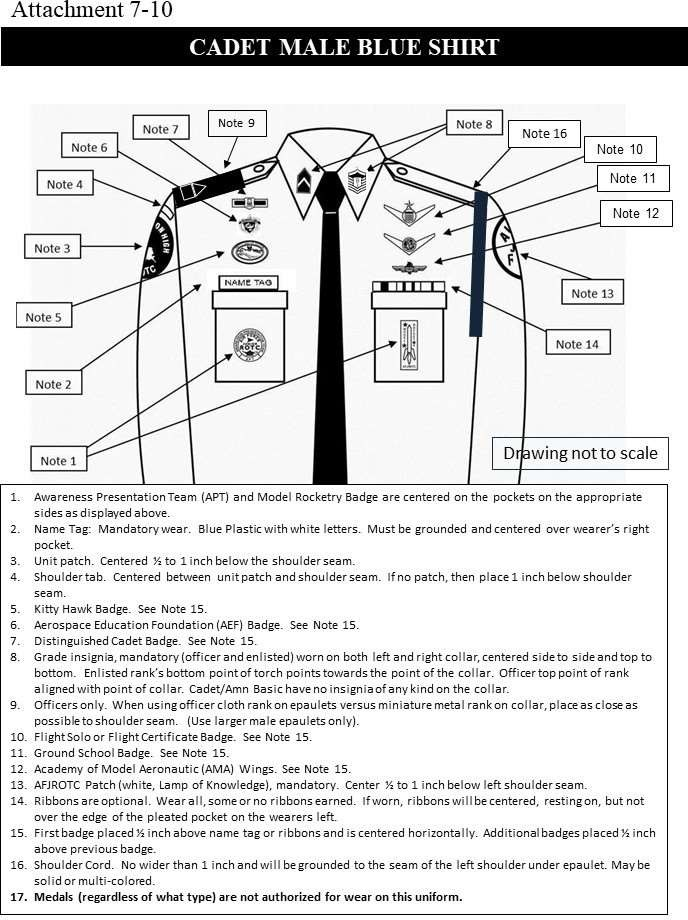 Attachment 7-10
CADET MALE BLUE SHIRT
Note 7
Note 9
Note 8
Note 16
Note 6
Note 10
Note 4
Note 11
Note 12
Note 3
ON HIGH
OTC
A
J
F
Note 13
NAME TAG
Note 5
Note 14
ROTC
Note 2
Note 1
Drawing not to scale
1. Awareness Presentation Team (APT) and Model Rocketry Badge are centered on the pockets on the appropriate
sides as displayed above.
2. Name Tag: Mandatory wear. Blue Plastic with white letters. Must be grounded and centered over wearer's right
pocket.
3. Unit patch. Centered ½ to 1 inch below the shoulder seam.
4. Shoulder tab. Centered between unit patch and shoulder seam. If no patch, then place 1 inch below shoulder
seam.
5. Kitty Hawk Badge. See Note 15.
6. Aerospace Education Foundation (AEF) Badge. See Note 15.
7. Distinguished Cadet Badge. See Note 15.
8. Grade insignia, mandatory (officer and enlisted) worn on both left and right collar, centered side to side and top to
bottom. Enlisted rank's bottom point of torch points towards the point of the collar. Officer top point of rank
aligned with point of collar. Cadet/Amn Basic have no insignia of any kind on the collar.
9. Officers only. When using officer cloth rank on epaulets versus miniature metal rank on collar, place as close as
possible to shoulder seam. (Use larger male epaulets only).
10. Flight Solo or Flight Certificate Badge. See Note 15.
11. Ground School Badge. See Note 15.
12. Academy of Model Aeronautic (AMA) Wings. See Note 15.
13. AFJROTC Patch (white, Lamp of Knowledge), mandatory. Center ½ to 1 inch below left shoulder seam.
14. Ribbons are optional. Wear all, some or no ribbons earned. If worn, ribbons will be centered, resting on, but not
over the edge of the pleated pocket on the wearers left.
15. First badge placed ½ inch above name tag or ribbons and is centered horizontally. Additional badges placed ½ inch
above previous badge.
16. Shoulder Cord. No wider than 1 inch and will be grounded to the seam of the left shoulder under epaulet. May be
solid or multi-colored.
17. Medals (regardless of what type) are not authorized for wear on this uniform.